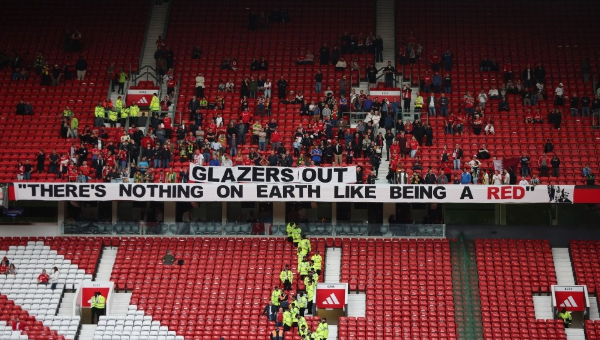 GLAZERS OUT
"THERE'S NOTHING ON EARTH LIKE BEING A RED"